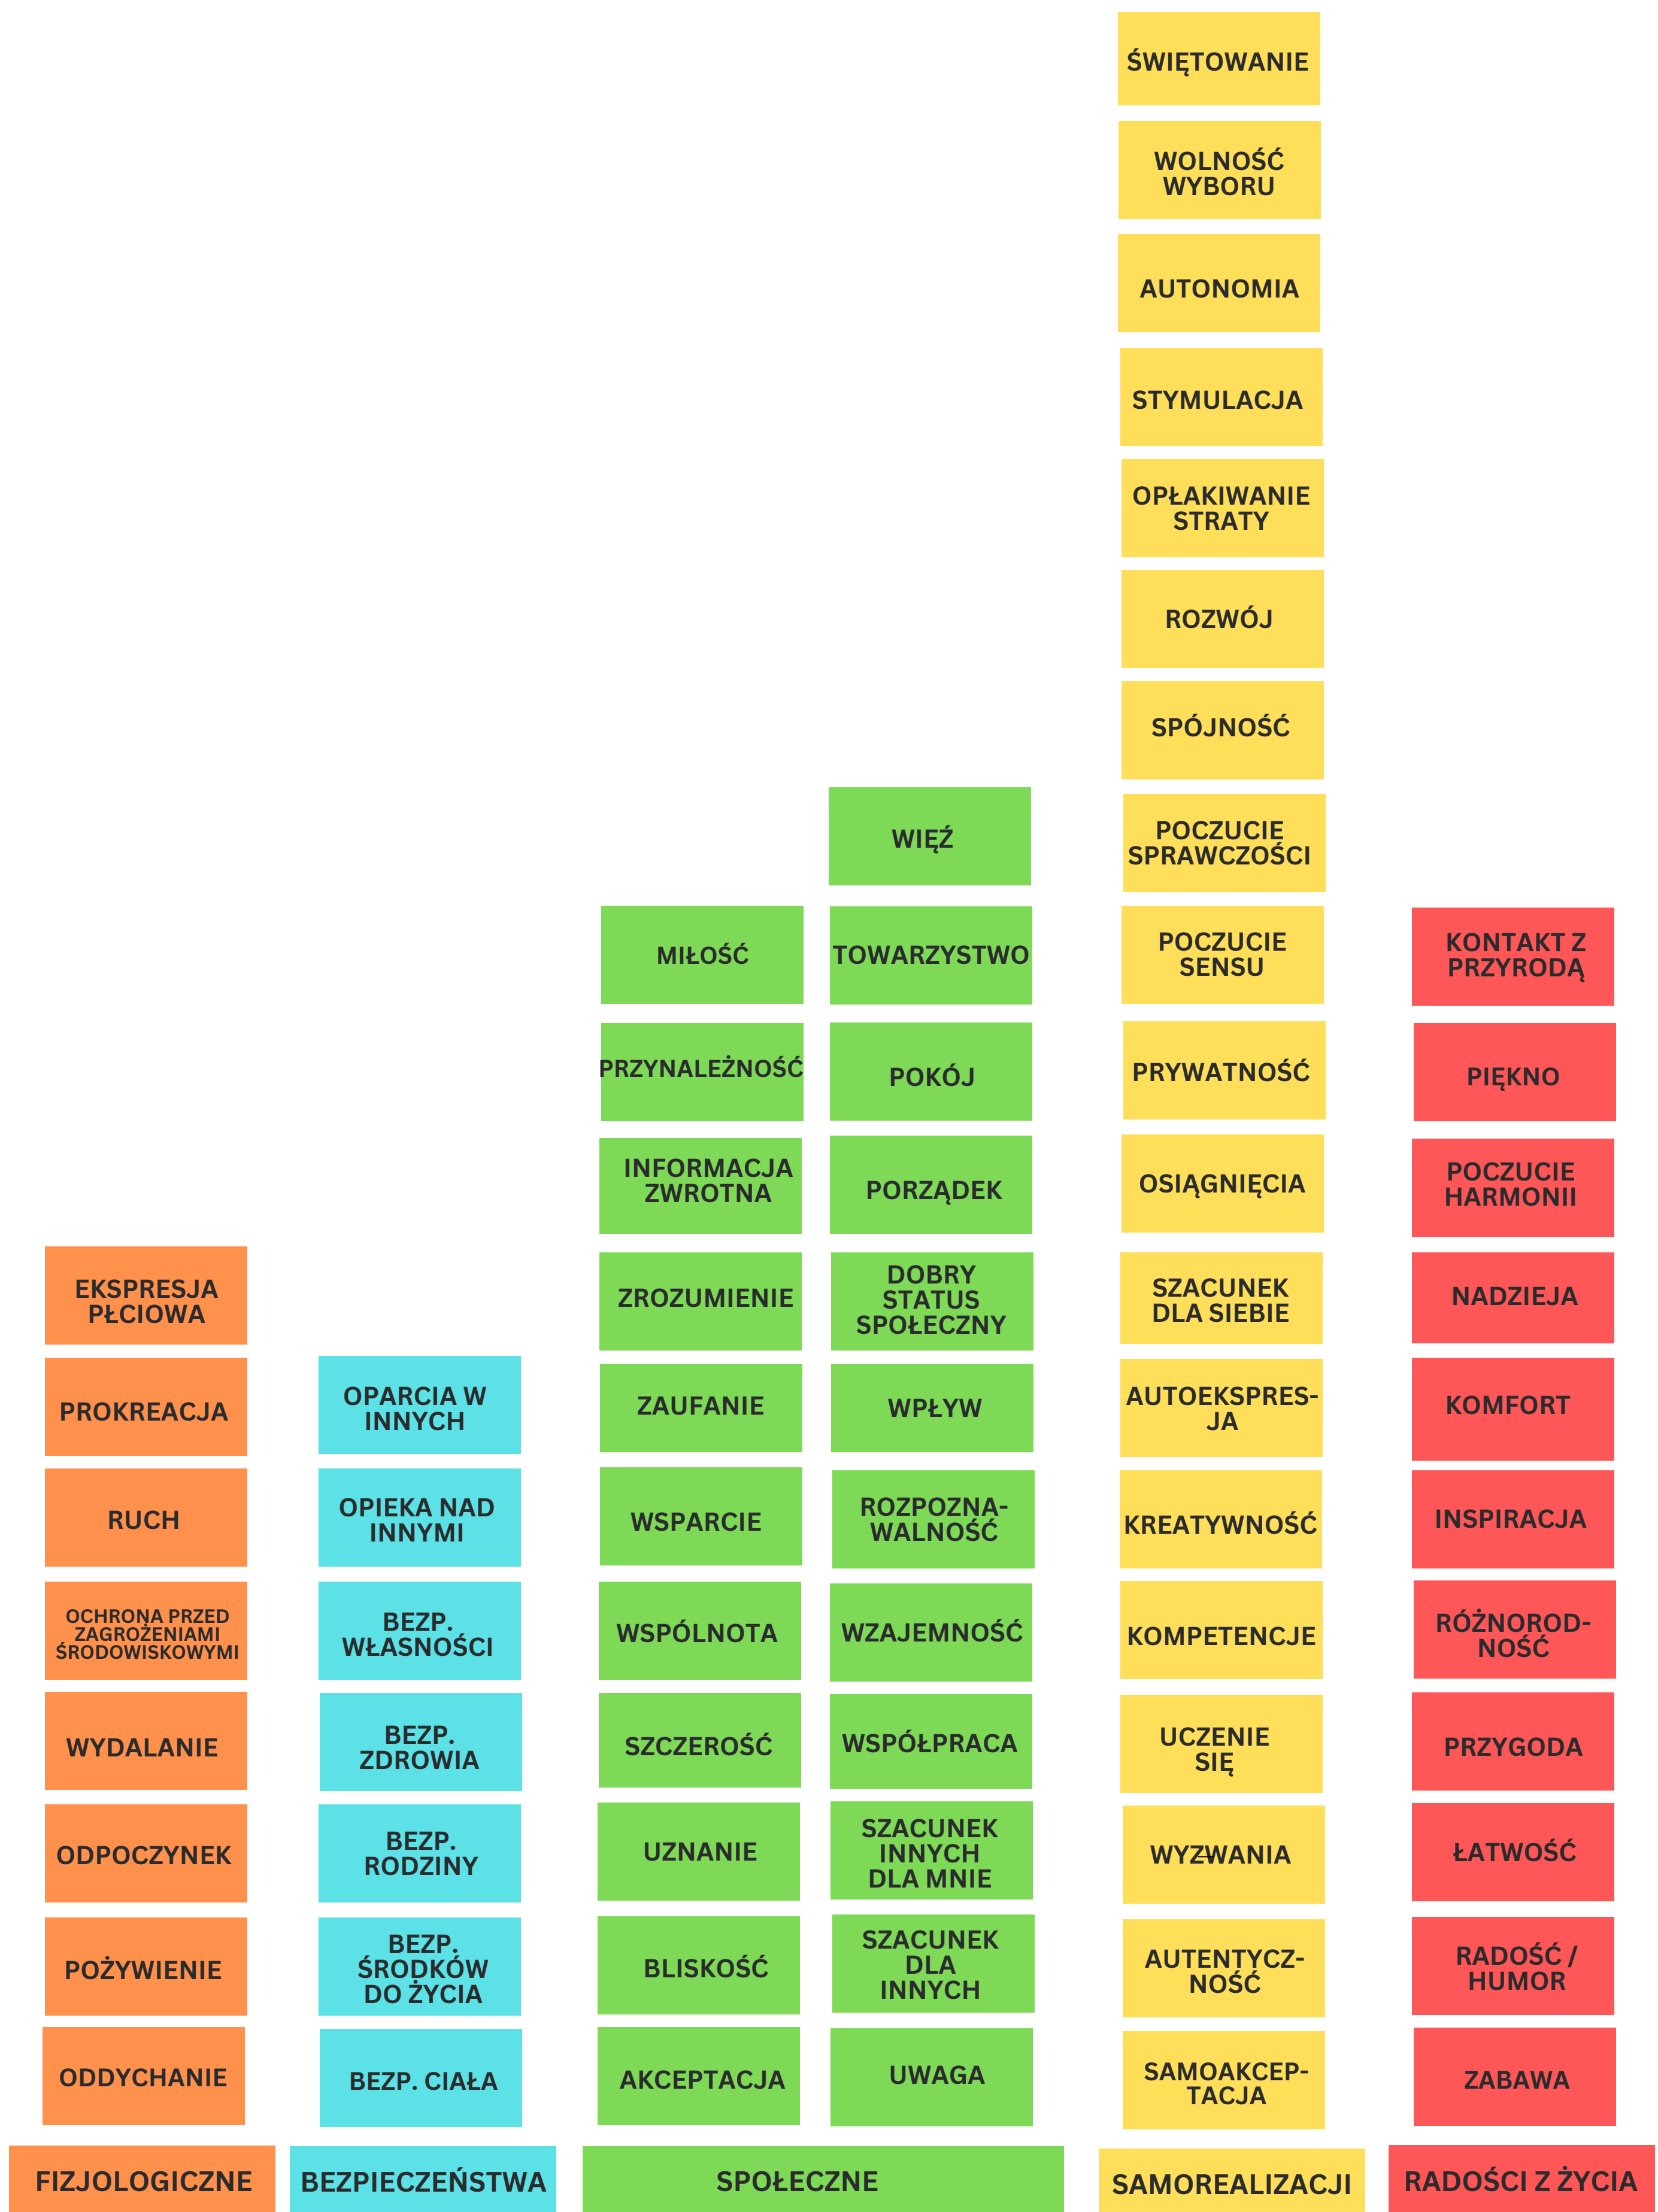 ŚWIĘTOWANIE
WOLNOŚĆ
WYBORU
AUTONOMIA
STYMULACJA
OPŁAKIWANIE
STRATY
ROZWÓJ
SPÓJNOŚĆ
WIĘŹ
POCZUCIE
SPRAWCZOŚCI
MIŁOŚĆ
TOWARZYSTWO
POCZUCIE
SENSU
KONTAKT Z
PRZYRODĄ
PRZYNALEŻNOŚĆ
POKÓJ
PRYWATNOŚĆ
PIĘKNO
INFORMACJA
ZWROTNA
PORZĄDEK
OSIĄGNIĘCIA
POCZUCIE
HARMONII
EKSPRESJA
PŁCIOWA
ZROZUMIENIE
DOBRY
STATUS
SPOŁECZNY
SZACUNEK
DLA SIEBIE
NADZIEJA
PROKREACJA
OPARCIA W
INNYCH
ZAUFANIE
WPŁYW
AUTOEKSPRES-
JA
KOMFORT
RUCH
OPIEKA NAD
INNYMI
WSPARCIE
ROZPOZNA-
WALNOŚĆ
KREATYWNOŚĆ
INSPIRACJA
OCHRONA PRZED
ZAGROŻENIAMI
ŚRODOWISKOWYMI
BEZP.
WŁASNOŚCI
WSPÓLNOTA
WZAJEMNOŚĆ
KOMPETENCJE
RÓŻNOROD-
NOŚĆ
WYDALANIE
BEZP.
ZDROWIA
SZCZEROŚĆ
WSPÓŁPRACA
UCZENIE
SIĘ
PRZYGODA
ODPOCZYNEK
BEZP.
RODZINY
UZNANIE
SZACUNEK
INNYCH
DLA MNIE
WYZWANIA
ŁATWOŚĆ
POŻYWIENIE
BEZP.
ŚRODKÓW
DO ŻYCIA
BLISKOŚĆ
SZACUNEK
DLA
INNYCH
AUTENTYCZ-
NOŚĆ
RADOŚĆ /
HUMOR
ODDYCHANIE
BEZP. CIAŁA
AKCEPTACJA
UWAGA
SAMOAKCEP-
TACJA
ZABAWA
FIZJOLOGICZNE
BEZPIECZEŃSTWA
SPOŁECZNE
SAMOREALIZACJI
RADOŚCI Z ŻYCIA